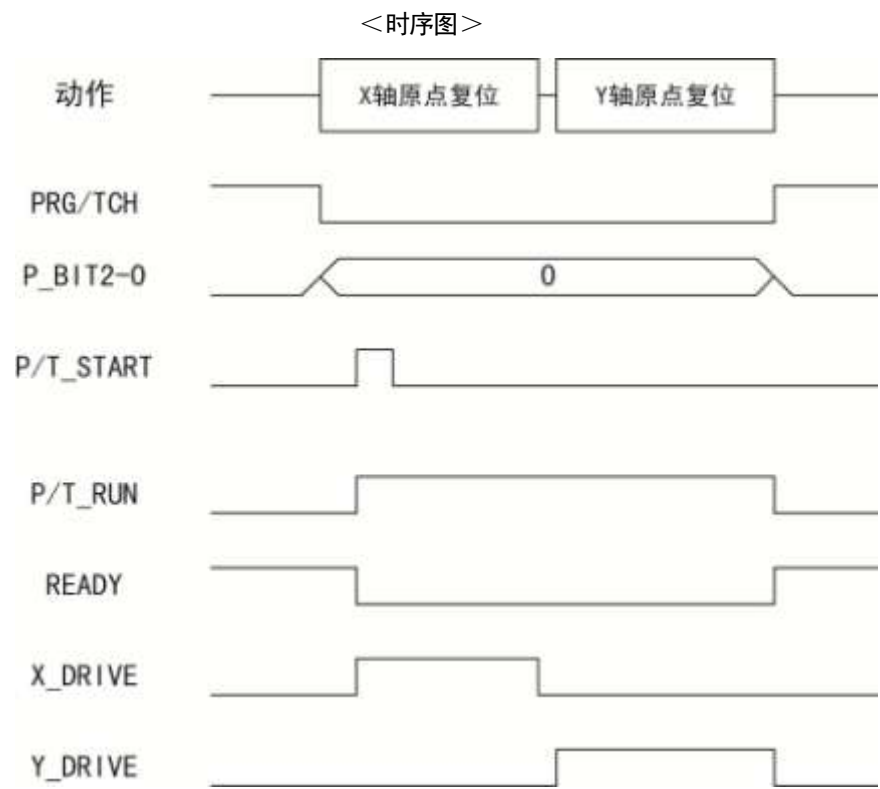 ＜时序图＞
动作 X轴原点复位 Y轴原点复位
PRG/TCH
P_BIT2-0 0
P/T_START
P/T_RUN
READY
X_DRIVE
Y_DRIVE